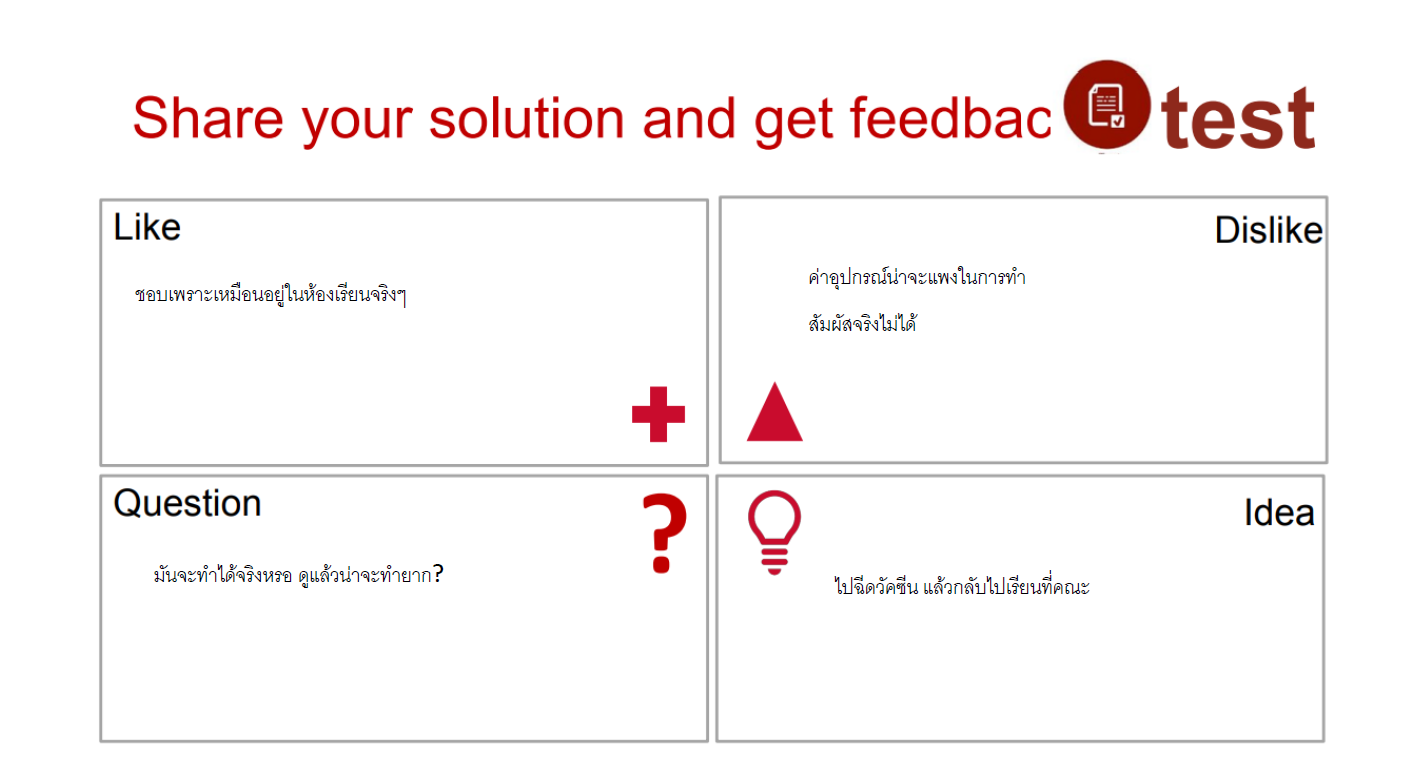 Share your solution and get feedbac
test
Like
ชอบเพราะเหมือนอยู่ในห้องเรียนจริงๆ
Dislike
ค่าอุปกรณ์น่าจะแพงในการทำ
สัมผัสจริงไม่ได้
Question
?
มันจะทำได้จริงหรอ ดูแล้วน่าจะทำยาก?
Idea
ไปฉีดวัคซีน แล้วกลับไปเรียนที่คณะ